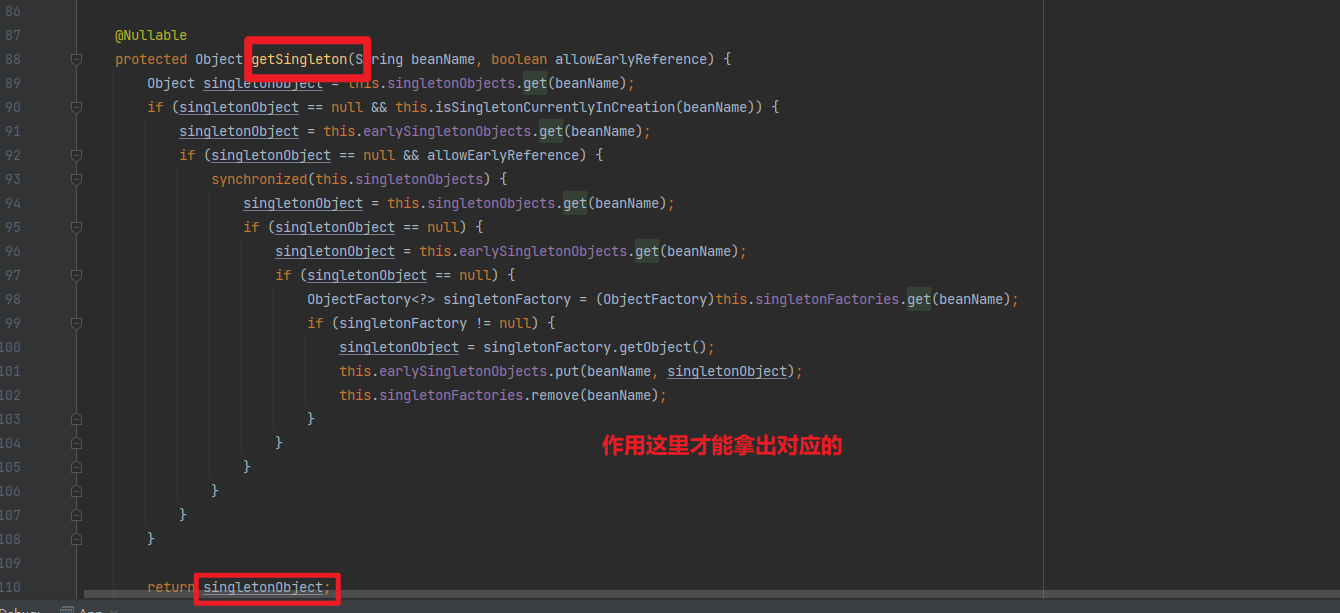 86
87 @Nullable
88 protected Object getSingleton(String beanName, boolean allowEarlyReference) {
89 Object singletonObject = this.singletonObjects.get(beanName);
90 if (singletonObject == null && this.isSingletonCurrentlyInCreation(beanName)) {
91 singletonObject = this.earlySingletonObjects.get(beanName);
92 if (singletonObject == null && allowEarlyReference) {
93 synchronized(this.singletonObjects) {
94 singletonObject = this.singletonObjects.get(beanName);
95 if (singletonObject == null) {
96 singletonObject = this.earlySingletonObjects.get(beanName);
97 if (singletonObject == null) {
98 ObjectFactory<?> singletonFactory = (ObjectFactory)this.singletonFactories.get(beanName);
99 if (singletonFactory != null) {
100 singletonObject = singletonFactory.getObject();
101 this.earlySingletonObjects.put(beanName, singletonObject);
102 this.singletonFactories.remove(beanName);
103 }
104 }
作用这里才能拿出对应的
105 }
106 }
107 }
108 }
109
110 return singletonObject;
Debug: App